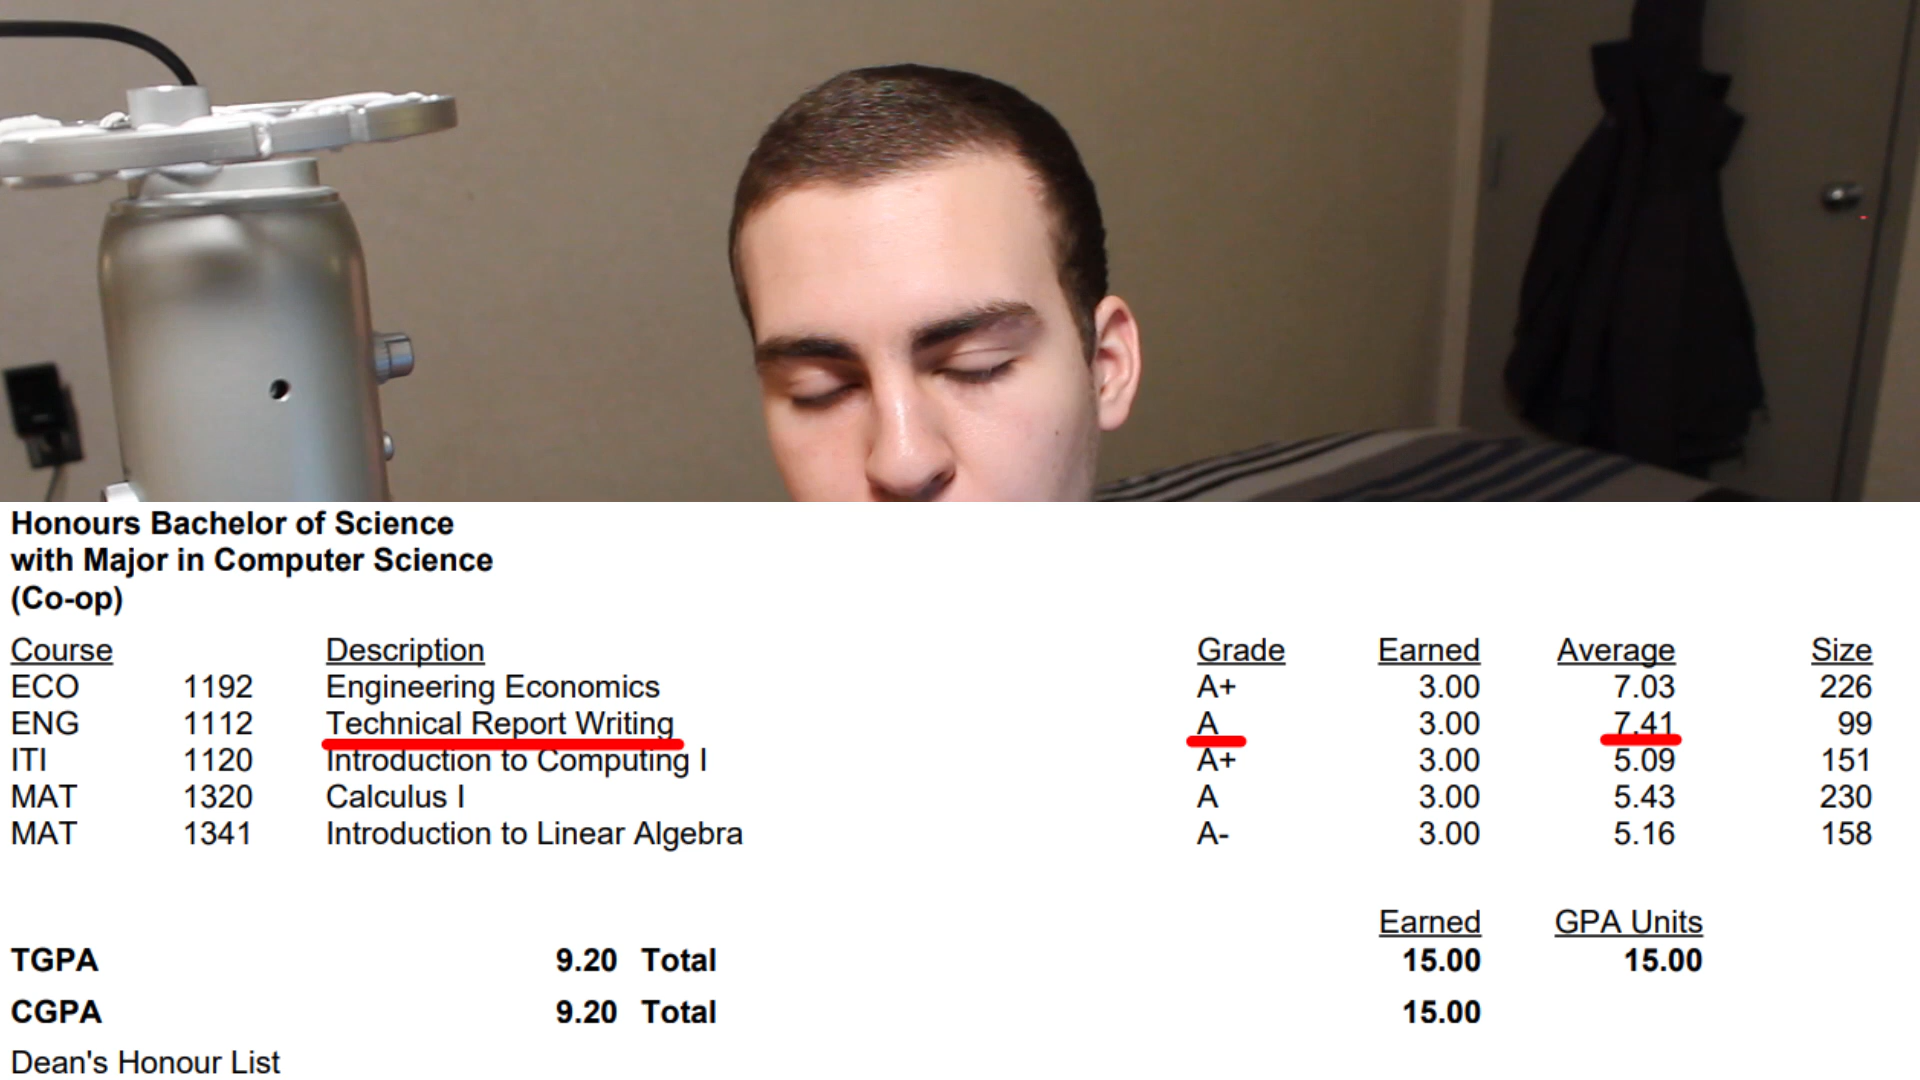 Honours Bachelor of Science
with Major in Computer Science
(Co-op)
Course Description Grade Earned Average Size
ECO 1192 Engineering Economics A+ 3.00 7.03 226
ENG 1112 Technical Report Writing A 3.00 7.41 99
ITI 1120 Introduction to Computing I A+ 3.00 5.09 151
MAT 1320 Calculus I A 3.00 5.43 230
MAT 1341 Introduction to Linear Algebra A- 3.00 5.16 158
Earned GPA Units
TGPA 9.20 Total 15.00 15.00
CGPA 9.20 Total 15.00
Dean's Honour List